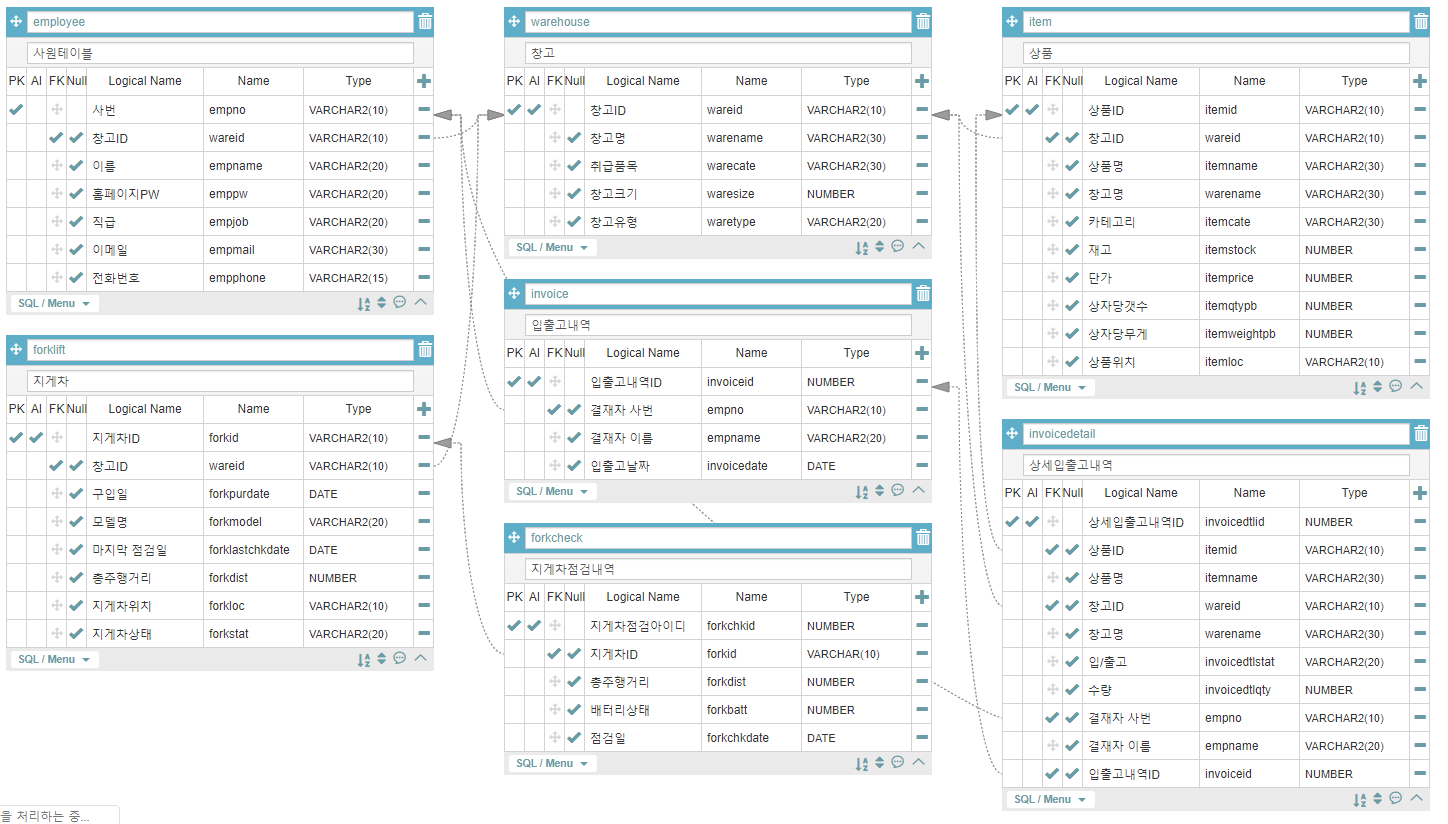 employee
사원테이블
PK AI FK Null Logical Name Name Type
사번 empno VARCHAR2(10)
창고ID wareid VARCHAR2(10)
이름 empname VARCHAR2(20)
홈페이지PW emppw VARCHAR2(20)
직급 empjob VARCHAR2(20)
이메일 empmail VARCHAR2(30)
전화번호 empphone VARCHAR2(15)
SQL / Menu
forklift
지게차
PK AI FK Null Logical Name Name Type
지게차ID forkid VARCHAR2(10)
창고ID wareid VARCHAR2(10)
구입일 forkpurdate DATE
모델명 forkmodel VARCHAR2(20)
마지막 점검일 forklastchkdate DATE
총주행거리 forkdist NUMBER
지게차위치 forkloc VARCHAR2(10)
지게차상태 forkstat VARCHAR2(20)
SQL / Menu
warehouse
창고
PK AI FK Null Logical Name Name Type
창고ID wareid VARCHAR2(10)
창고명 warename VARCHAR2(30)
취급품목 warecate VARCHAR2(30)
창고크기 waresize NUMBER
창고유형 waretype VARCHAR2(20)
SQL / Menu
invoice
입출고내역
PK AI FK Null Logical Name Name Type
입출고내역ID invoiceid NUMBER
결재자 사번 empno VARCHAR2(10)
결재자 이름 empname VARCHAR2(20)
입출고날짜 invoicedate DATE
SQL / Menu
forkcheck
지게차점검내역
PK AI FK Null Logical Name Name Type
지게차점검아이디 forkchkid NUMBER
지게차ID forkid VARCHAR(10)
총주행거리 forkdist NUMBER
배터리상태 forkbatt NUMBER
점검일 forkchkdate DATE
SQL / Menu
item
상품
PK AI FK Null Logical Name Name Type
상품ID itemid VARCHAR2(10)
창고ID wareid VARCHAR2(10)
상품명 itemname VARCHAR2(30)
창고명 warename VARCHAR2(30)
카테고리 itemcate VARCHAR2(30)
재고 itemstock NUMBER
단가 itemprice NUMBER
상자당갯수 itemqtypb NUMBER
상자당무게 itemweightpb NUMBER
상품위치 itemloc VARCHAR2(10)
SQL / Menu
invoicedetail
상세입출고내역
PK AI FK Null Logical Name Name Type
상세입출고내역ID invoicedtlid NUMBER
상품ID itemid VARCHAR2(10)
상품명 itemname VARCHAR2(30)
창고ID wareid VARCHAR2(10)
창고명 warename VARCHAR2(30)
입/출고 invoicedtlstat VARCHAR2(20)
수량 invoicedtlqty NUMBER
결재자 사번 empno VARCHAR2(10)
결재자 이름 empname VARCHAR2(20)
입출고내역ID invoiceid NUMBER
SQL / Menu
을 처리하는 중...